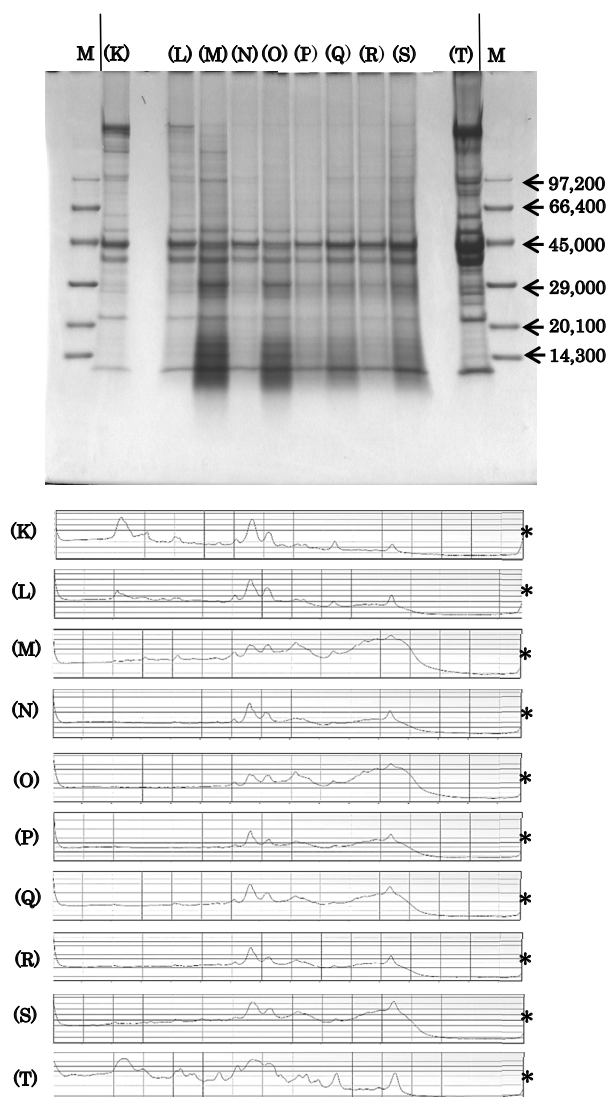 M (K) (L) (M) (N) (O) (P) (Q) (R) (S) (T) M
97,200
66,400
45,000
29,000
20,100
14,300
(K) *
(L) *
(M) *
(N) *
(O) *
(P) *
(Q) *
(R) *
(S) *
(T) *